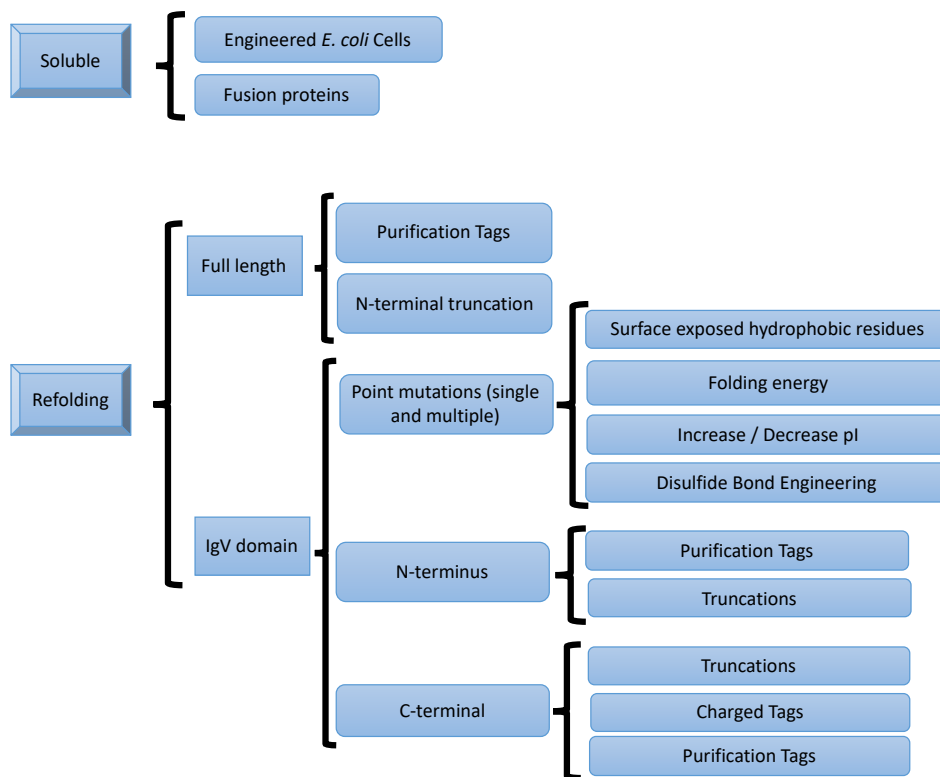 Soluble
Engineered E. coli Cells
Fusion proteins
Refolding
Full length
Purification Tags
N-terminal truncation
IgV domain
Point mutations (single
and multiple)
Surface exposed hydrophobic residues
Folding energy
Increase / Decrease pI
Disulfide Bond Engineering
N-terminus
Purification Tags
Truncations
C-terminal
Truncations
Charged Tags
Purification Tags